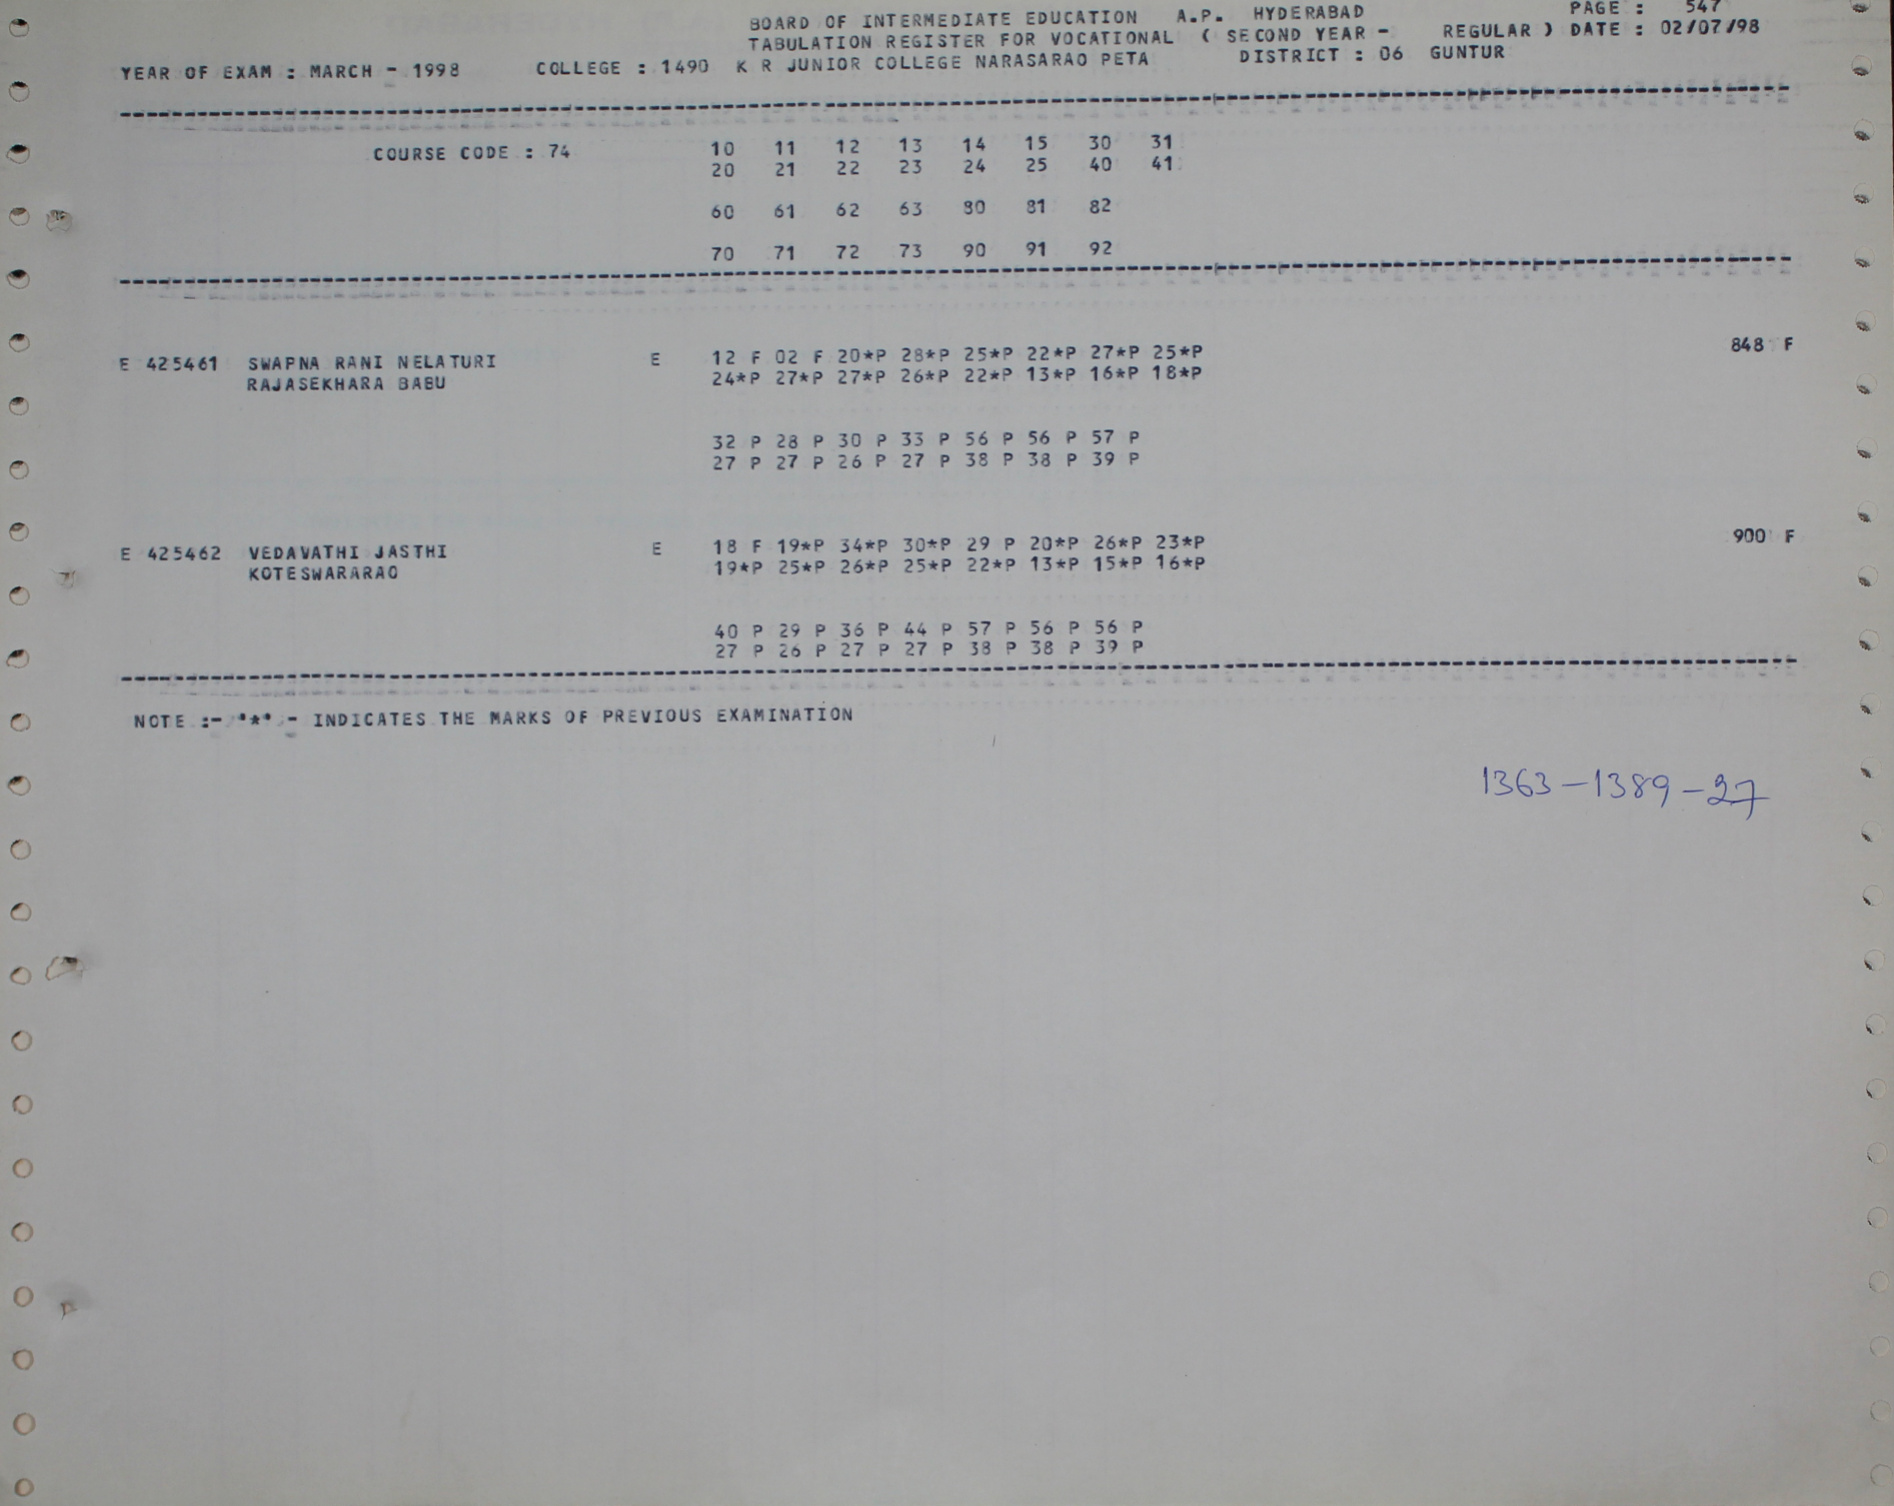 BOARD OF INTERMEDIATE EDUCATION A.P. HYDERABAD PAGE : 547
TABULATION REGISTER FOR VOCATIONAL ( SECOND YEAR - REGULAR ) DATE : 02/07/98
YEAR OF EXAM : MARCH - 1998 COLLEGE : 1490 K R JUNIOR COLLEGE NARASARAO PETA DISTRICT : 06 GUNTUR
COURSE CODE : 74 10 11 12 13 14 15 30 31
20 21 22 23 24 25 40 41
60 61 62 63 80 81 82
70 71 72 73 90 91 92
E 425461 SWAPNA RANI NELATURI E 12 F 02 F 20*P 28*P 25*P 22*P 27*P 25*P 848 F
RAJASEKHARA BABU 24*P 27*P 27*P 26*P 22*P 13*P 16*P 18*P
32 P 28 P 30 P 33 P 56 P 56 P 57 P
27 P 27 P 26 P 27 P 38 P 38 P 39 P
E 425462 VEDAVATHI JASTHI E 18 F 19*P 34*P 30*P 29 P 20*P 26*P 23*P 900 F
KOTESWARARAO 19*P 25*P 26*P 25*P 22*P 13*P 15*P 16*P
40 P 29 P 36 P 44 P 57 P 56 P 56 P
27 P 26 P 27 P 27 P 38 P 38 P 39 P
NOTE :- '*' - INDICATES THE MARKS OF PREVIOUS EXAMINATION
1363-1389-27